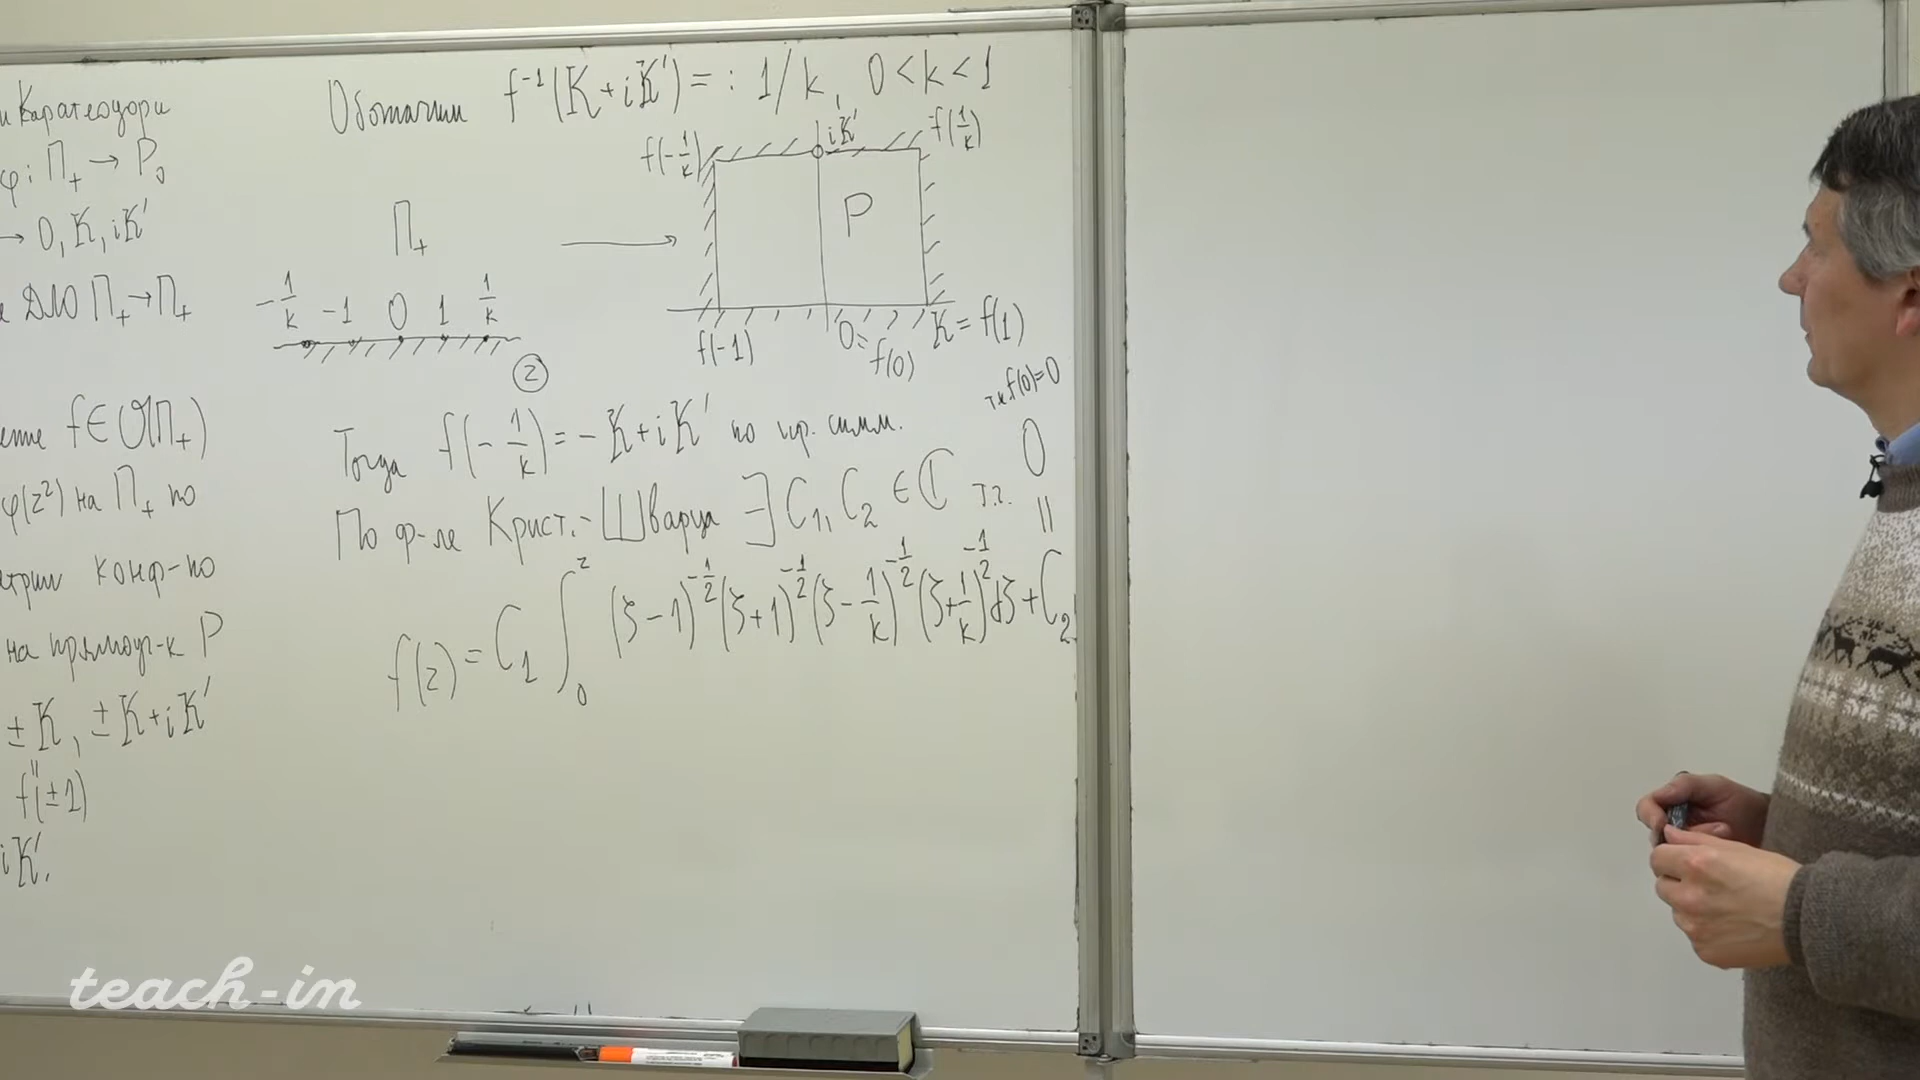 и Каратеодори
φ: Π₊ → P₀
→ 0, K, iK'
ДЛО Π₊→Π₊
f∈O(Π₊)
φ(z²) на Π₊ по
конф-но
на прямоуг-к P
±K, ±K+iK'
||
f(±1)
iK'.
Обозначим f⁻¹(K+iK')=: 1/k, 0<k<1
f(-1/k) iK' f(1/k)
Π₊ → P
-1/k -1 0 1 1/k
f(-1) 0=f(0) K=f(1)
②
т.к. f(0)=0
Тогда f(-1/k)=-K+iK' по пр. симм.
0
||
По ф-ле Крист.-Шварца ∃C₁, C₂ ∈ ℂ т.г.
f(z) = C₁ ∫₀ᶻ (ζ-1)^{-1/2}(ζ+1)^{-1/2}(ζ-1/k)^{-1/2}(ζ+1/k)^{-1/2}dζ+C₂
teach-in